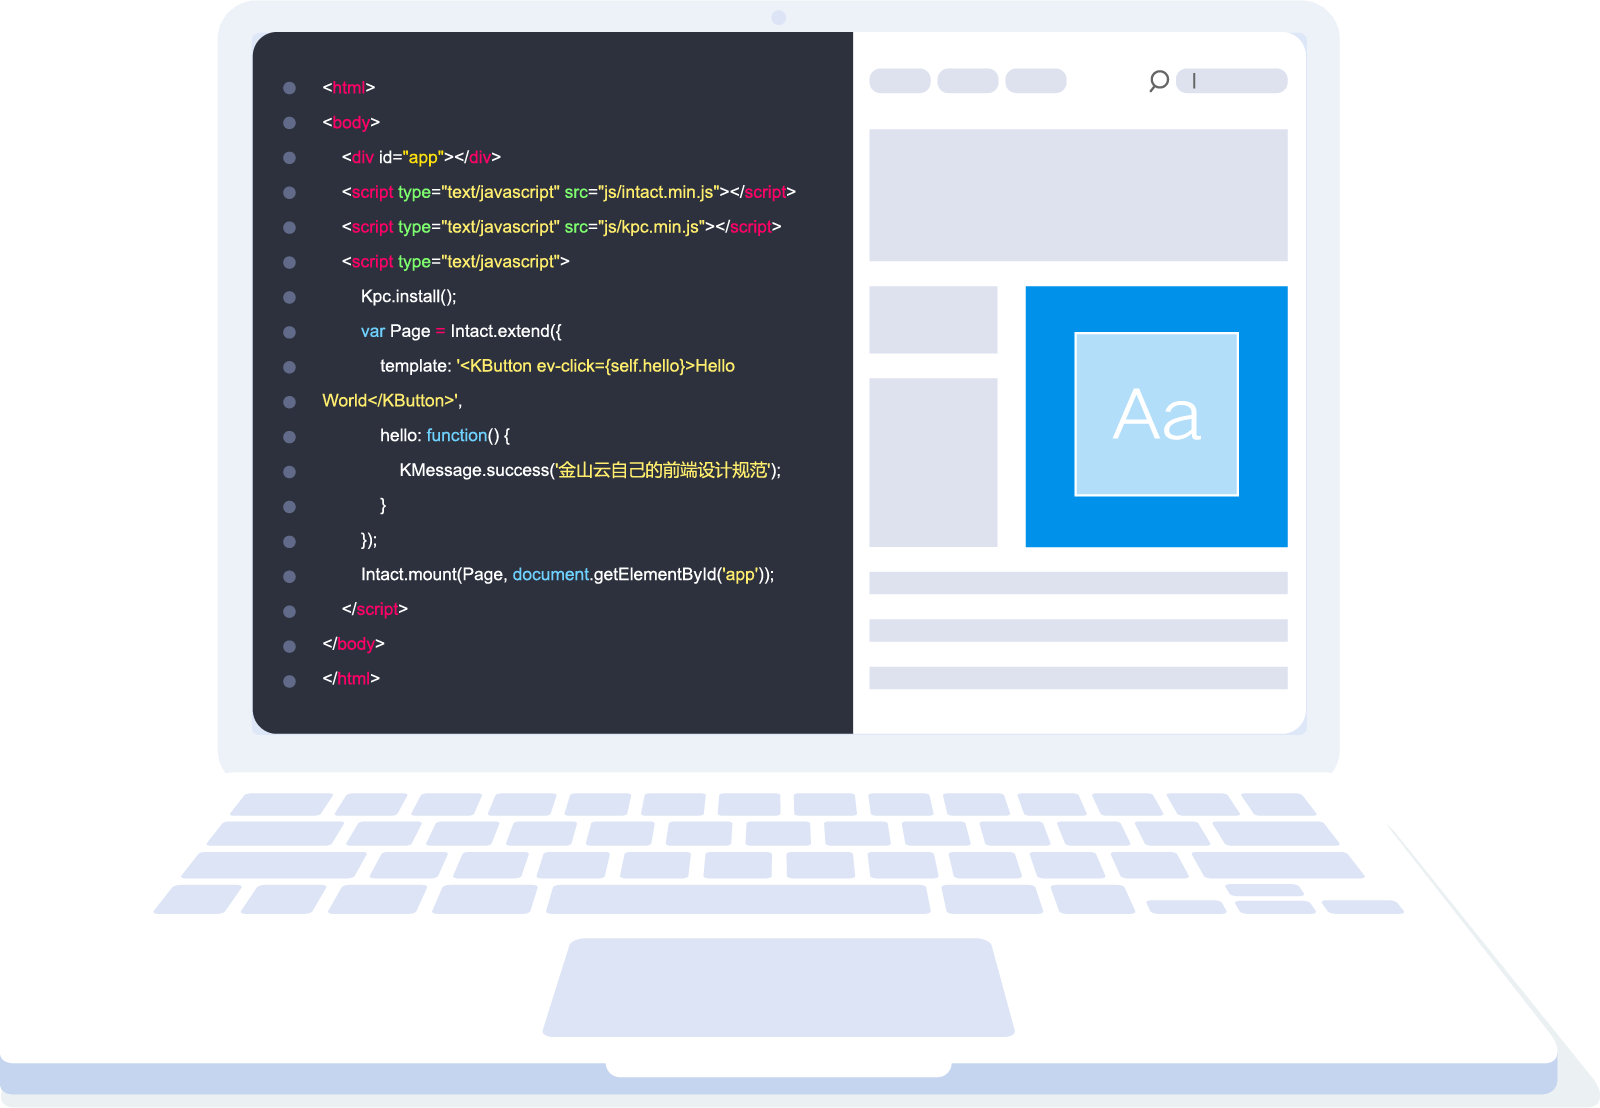 <html>
<body>
<div id="app"></div>
<script type="text/javascript" src="js/intact.min.js"></script>
<script type="text/javascript" src="js/kpc.min.js"></script>
<script type="text/javascript">
Kpc.install();
var Page = Intact.extend({
template: '<KButton ev-click={self.hello}>Hello
World</KButton>',
hello: function() {
KMessage.success('金山云自己的前端设计规范');
}
});
Intact.mount(Page, document.getElementById('app'));
</script>
</body>
</html>
Aa